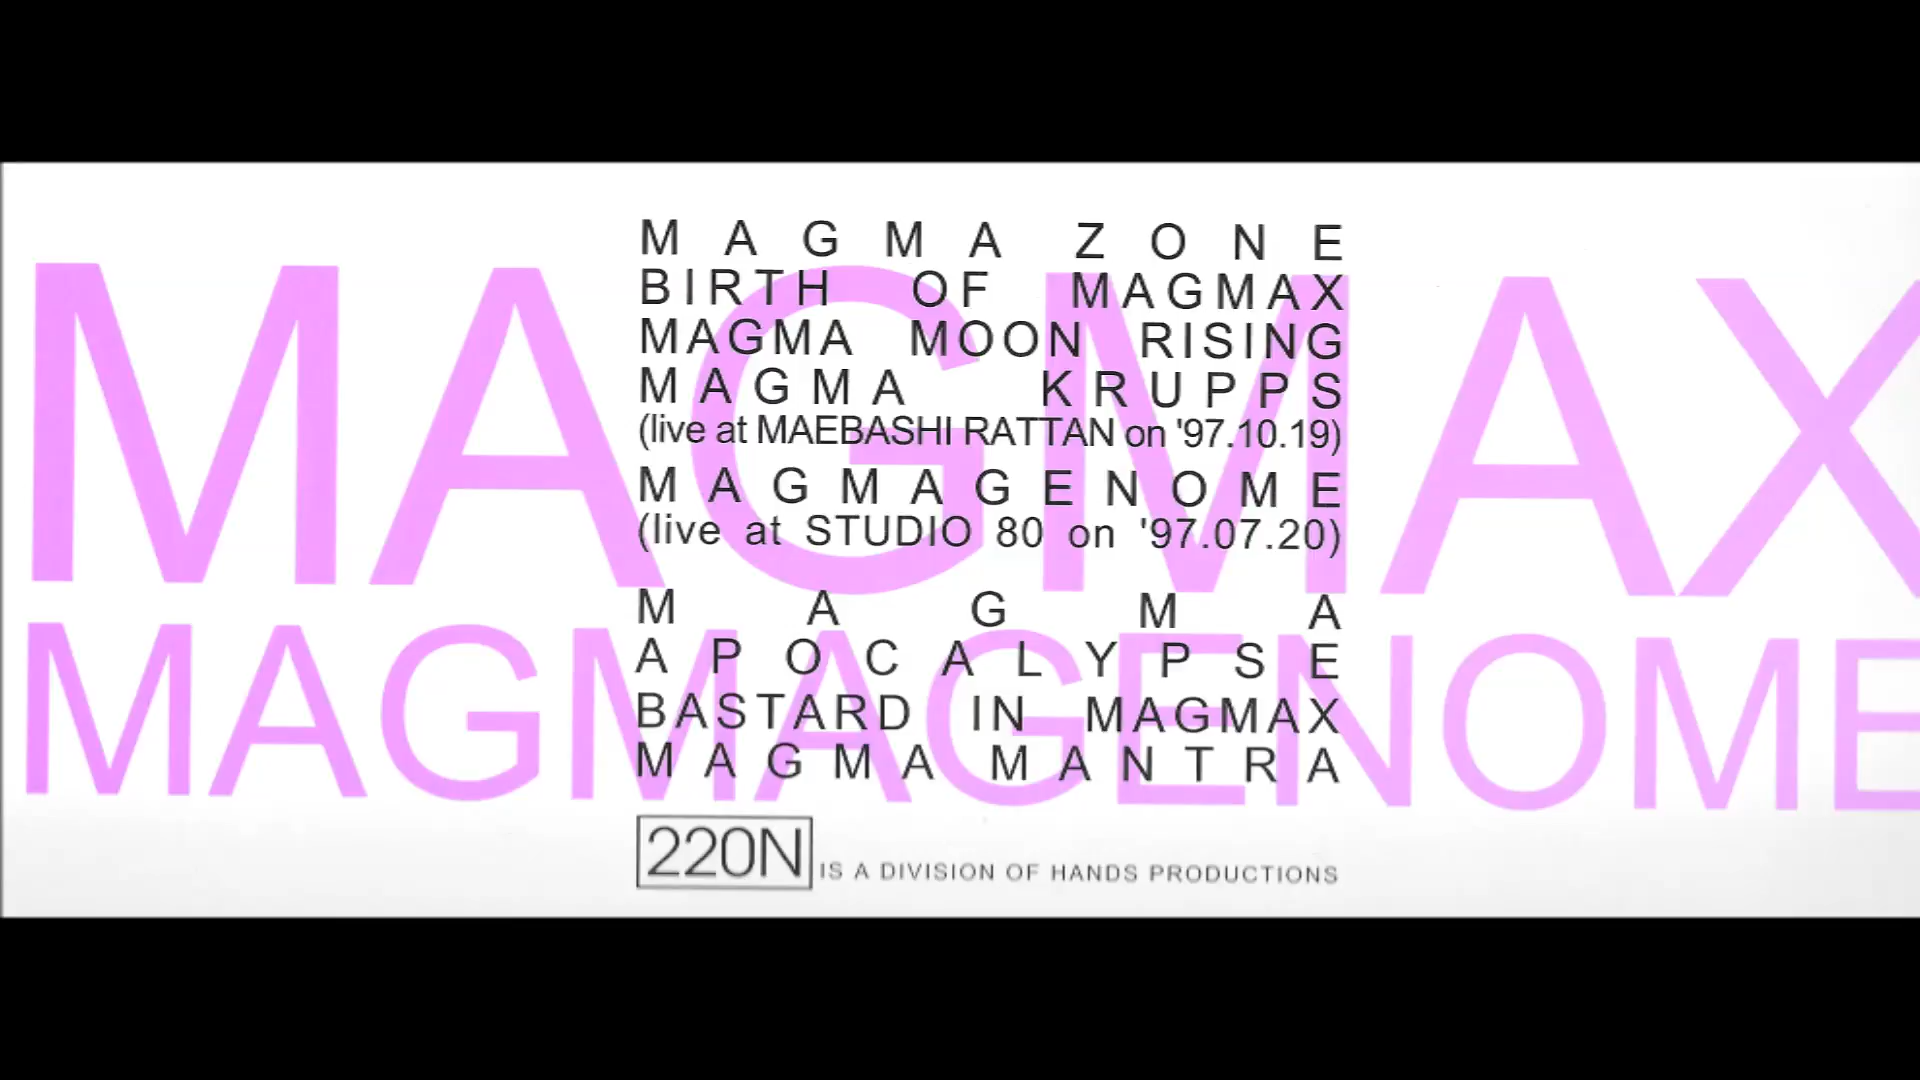 MAGMAX
MAGMAGENOME
MAGMA ZONE
BIRTH OF MAGMAX
MAGMA MOON RISING
MAGMA KRUPPS
(live at MAEBASHI RATTAN on '97.10.19)
MAGMAGENOME
(live at STUDIO 80 on '97.07.20)
MAGMA
APOCALYPSE
BASTARD IN MAGMAX
MAGMA MANTRA
220N IS A DIVISION OF HANDS PRODUCTIONS